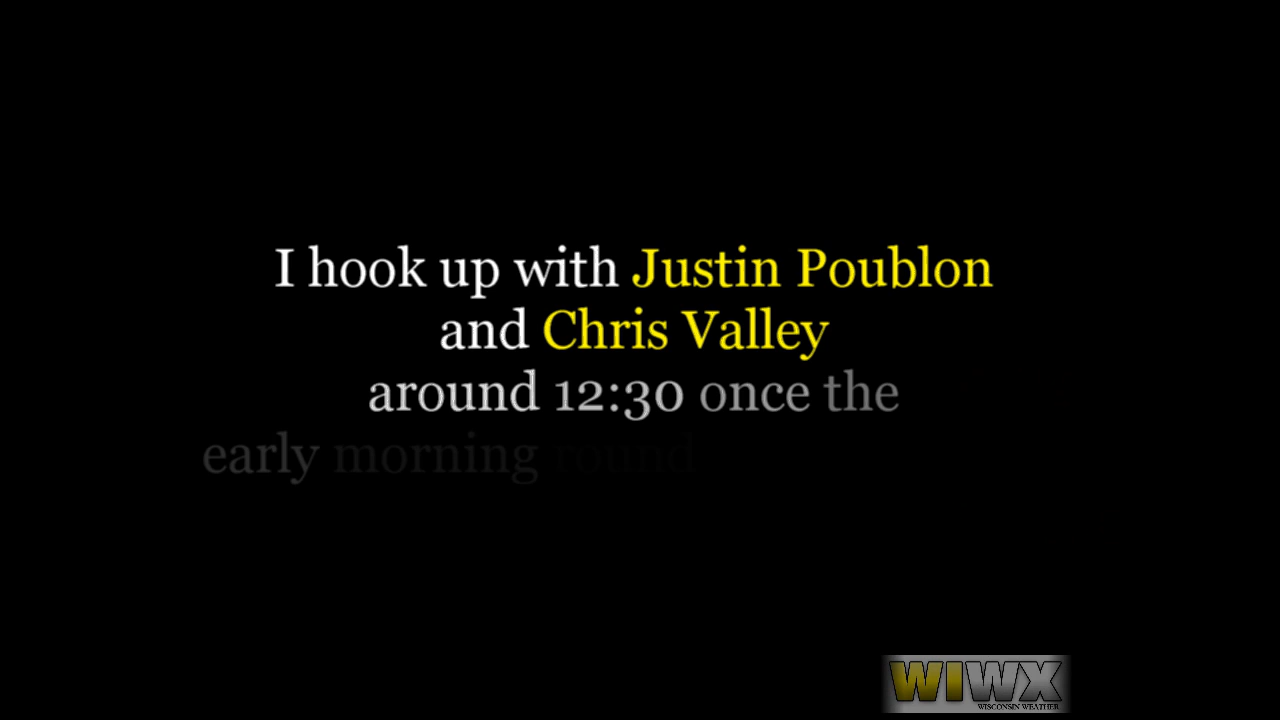 I hook up with Justin Poublon
and Chris Valley
around 12:30 once the
early morning round
WIWX
WISCONSIN WEATHER